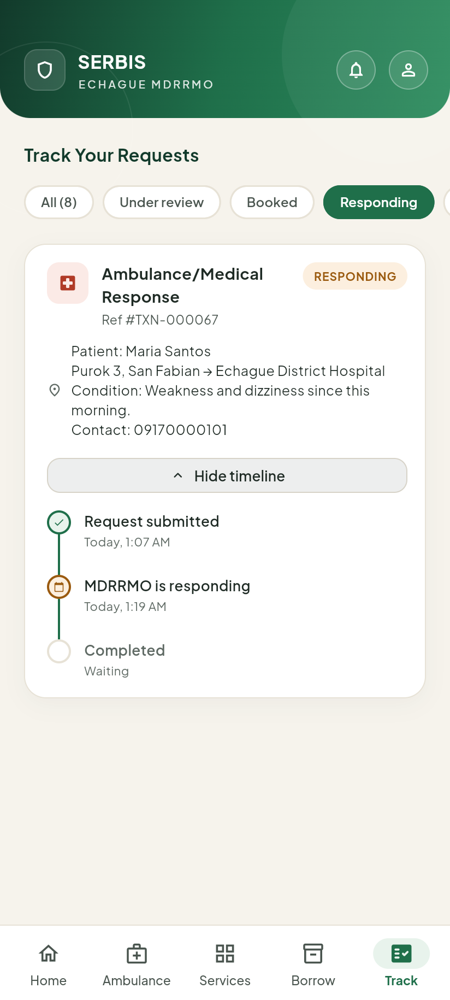 SERBIS
ECHAGUE MDRRMO
Track Your Requests
All (8)
Under review
Booked
Responding
Ambulance/Medical
Response
RESPONDING
Ref #TXN-000067
Patient: Maria Santos
Purok 3, San Fabian → Echague District Hospital
Condition: Weakness and dizziness since this
morning.
Contact: 09170000101
Hide timeline
Request submitted
Today, 1:07 AM
MDRRMO is responding
Today, 1:19 AM
Completed
Waiting
Home
Ambulance
Services
Borrow
Track